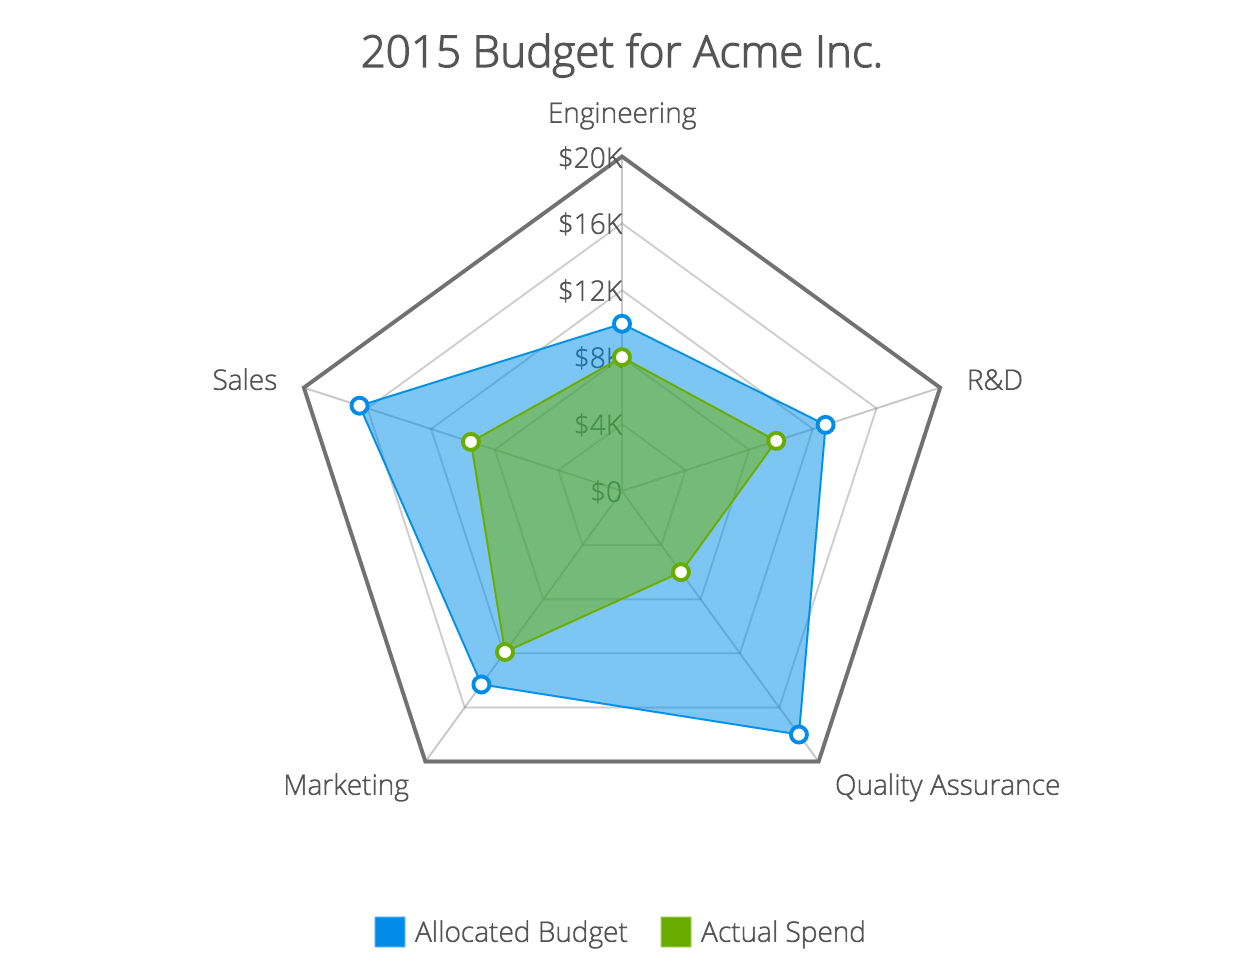 2015 Budget for Acme Inc.
Engineering
$20K
$16K
$12K
$8K
$4K
$0
Sales
R&D
Marketing
Quality Assurance
Allocated Budget
Actual Spend